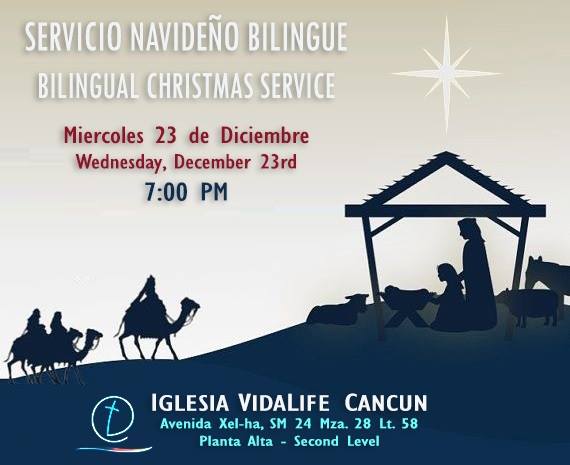 SERVICIO NAVIDEÑO BILINGUE
BILINGUAL CHRISTMAS SERVICE
Miercoles 23 de Diciembre
Wednesday, December 23rd
7:00 PM
IGLESIA VIDALIFE CANCUN
Avenida Xel-ha, SM 24 Mza. 28 Lt. 58
Planta Alta - Second Level